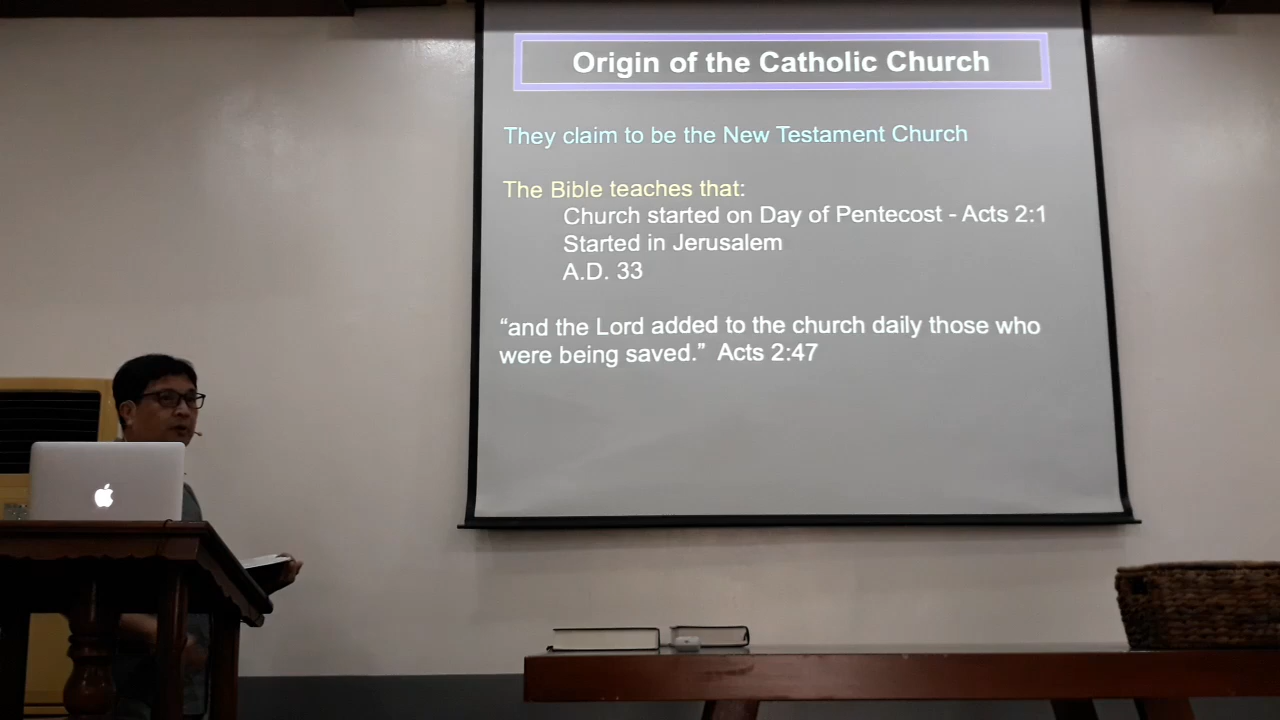 Origin of the Catholic Church
They claim to be the New Testament Church
The Bible teaches that:
Church started on Day of Pentecost - Acts 2:1
Started in Jerusalem
A.D. 33
“and the Lord added to the church daily those who
were being saved.”  Acts 2:47